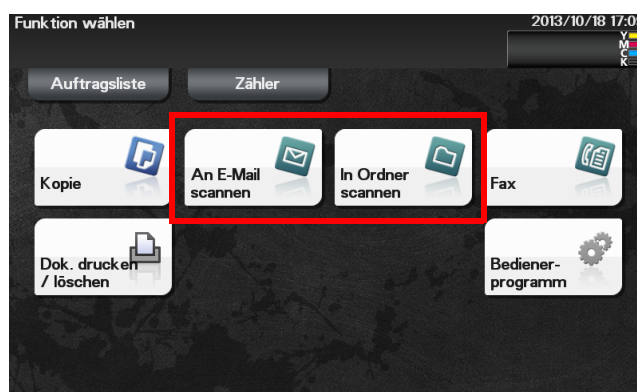 Funktion wählen
2013/10/18 17:0
Y
M
C
K
Auftragsliste
Zähler
Kopie
An E-Mail
scannen
In Ordner
scannen
Fax
Dok. drucken
/ löschen
Bediener-
programm